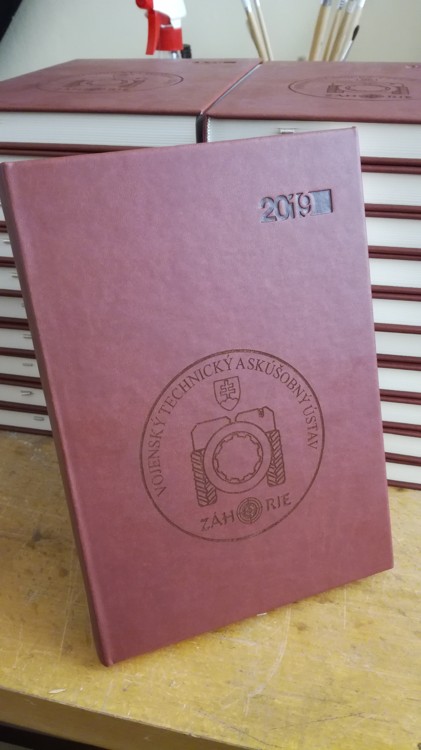 2019
VOJENSKÝ TECHNICKÝ A SKÚŠOBNÝ ÚSTAV
ZÁHORIE